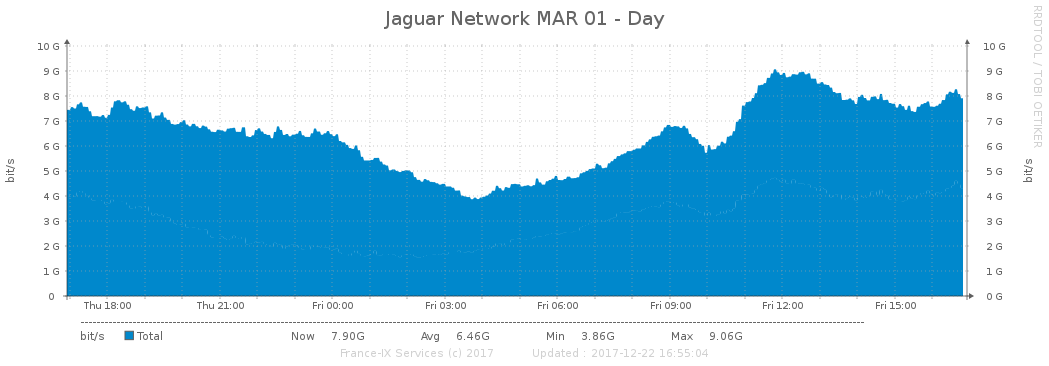 Jaguar Network MAR 01 - Day
RRDTOOL / TOBI OETIKER
bit/s
10 G 10 G
9 G 9 G
8 G 8 G
7 G 7 G
6 G 6 G
5 G 5 G
4 G 4 G
3 G 3 G
2 G 2 G
1 G 1 G
0 0 G
bit/s
Thu 18:00 Thu 21:00 Fri 00:00 Fri 03:00 Fri 06:00 Fri 09:00 Fri 12:00 Fri 15:00
bit/s Total Now 7.90G Avg 6.46G Min 3.86G Max 9.06G
France-IX Services (c) 2017 Updated : 2017-12-22 16:55:04